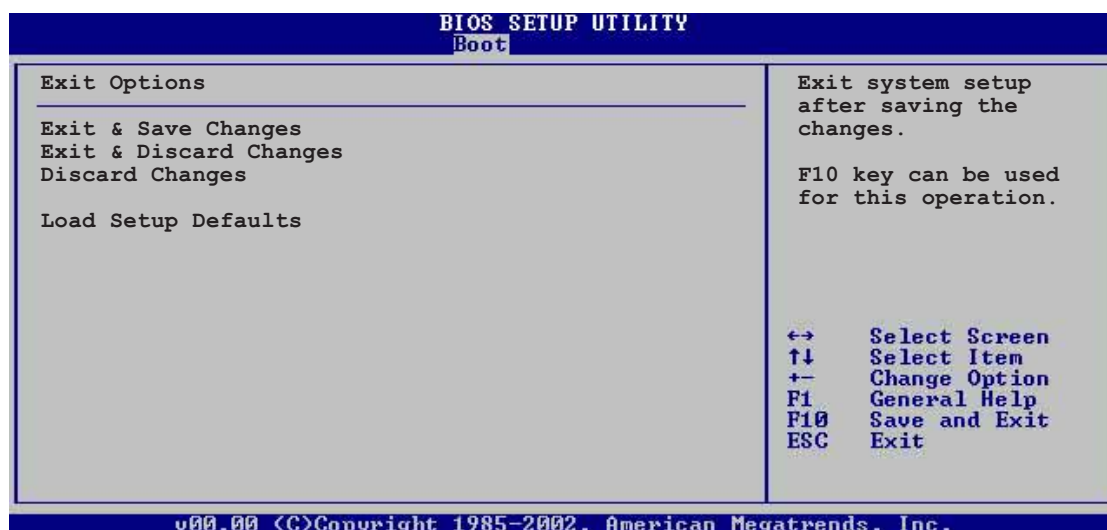 BIOS SETUP UTILITY
Boot
Exit Options
Exit & Save Changes
Exit & Discard Changes
Discard Changes
Load Setup Defaults
Exit system setup
after saving the
changes.
F10 key can be used
for this operation.
←→ Select Screen
↑↓ Select Item
+- Change Option
F1 General Help
F10 Save and Exit
ESC Exit
v00.00 (C)Copyright 1985-2002, American Megatrends, Inc.